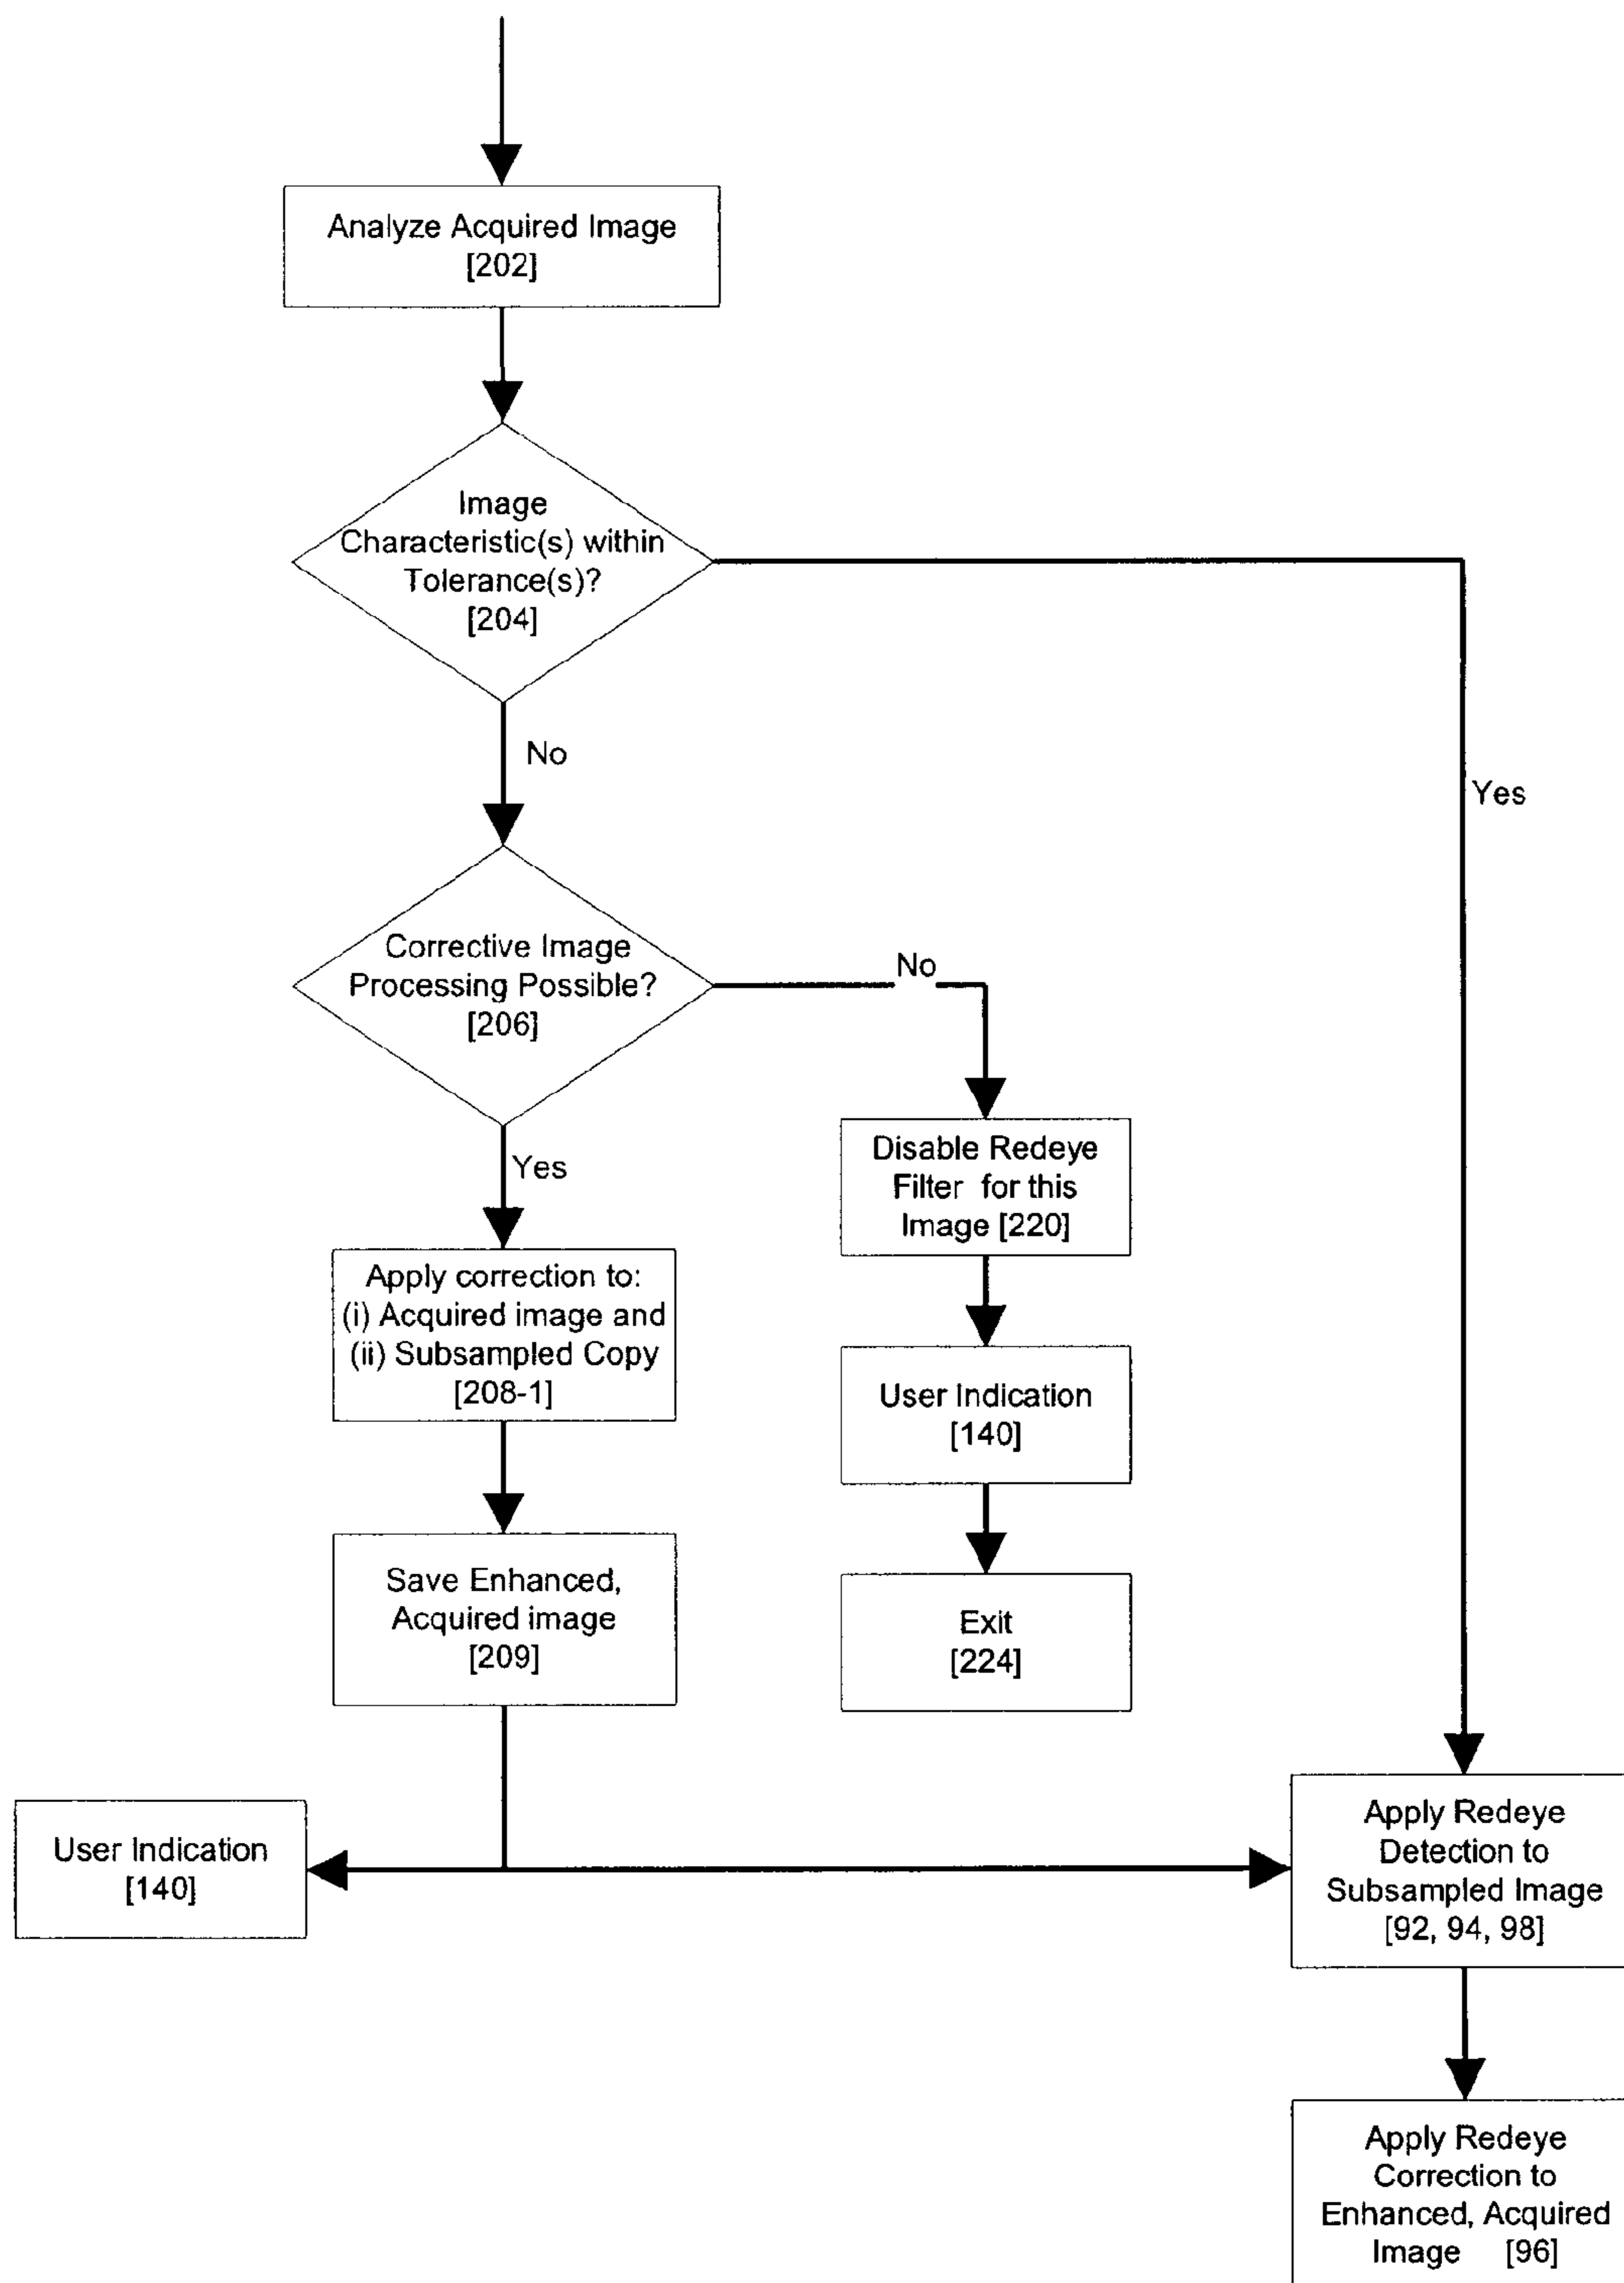 Analyze Acquired Image
[202]
Image
Characteristic(s) within
Tolerance(s)?
[204]
No
Yes
Corrective Image
Processing Possible?
[206]
No
Yes
Disable Redeye
Filter for this
Image [220]
Apply correction to:
(i) Acquired image and
(ii) Subsampled Copy
[208-1]
User Indication
[140]
Save Enhanced,
Acquired image
[209]
Exit
[224]
User Indication
[140]
Apply Redeye
Detection to
Subsampled Image
[92, 94, 98]
Apply Redeye
Correction to
Enhanced, Acquired
Image [96]